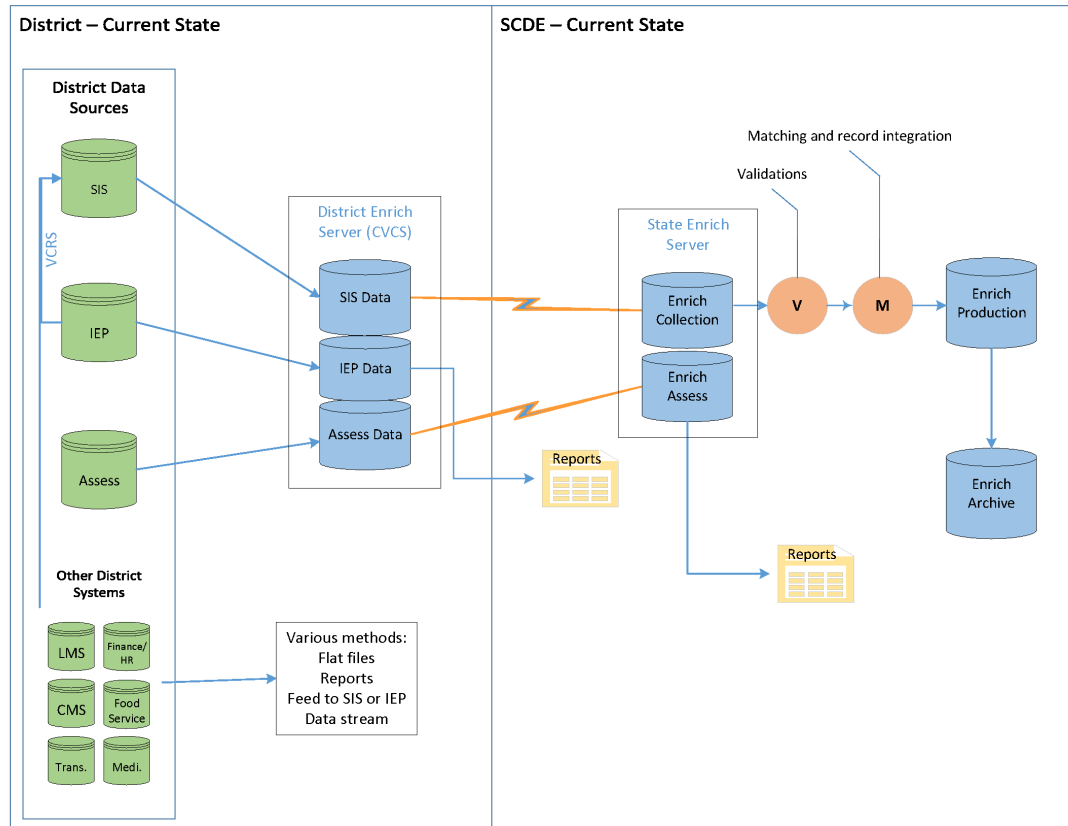 District – Current State
SCDE – Current State
District Data
Sources
SIS
VCRS
IEP
Assess
Other District
Systems
LMS
Finance/
HR
CMS
Food
Service
Trans.
Medi.
Various methods:
Flat files
Reports
Feed to SIS or IEP
Data stream
District Enrich
Server (CVCS)
SIS Data
IEP Data
Assess Data
Reports
State Enrich
Server
Enrich
Collection
Enrich
Assess
Reports
Validations
Matching and record integration
V
M
Enrich
Production
Enrich
Archive